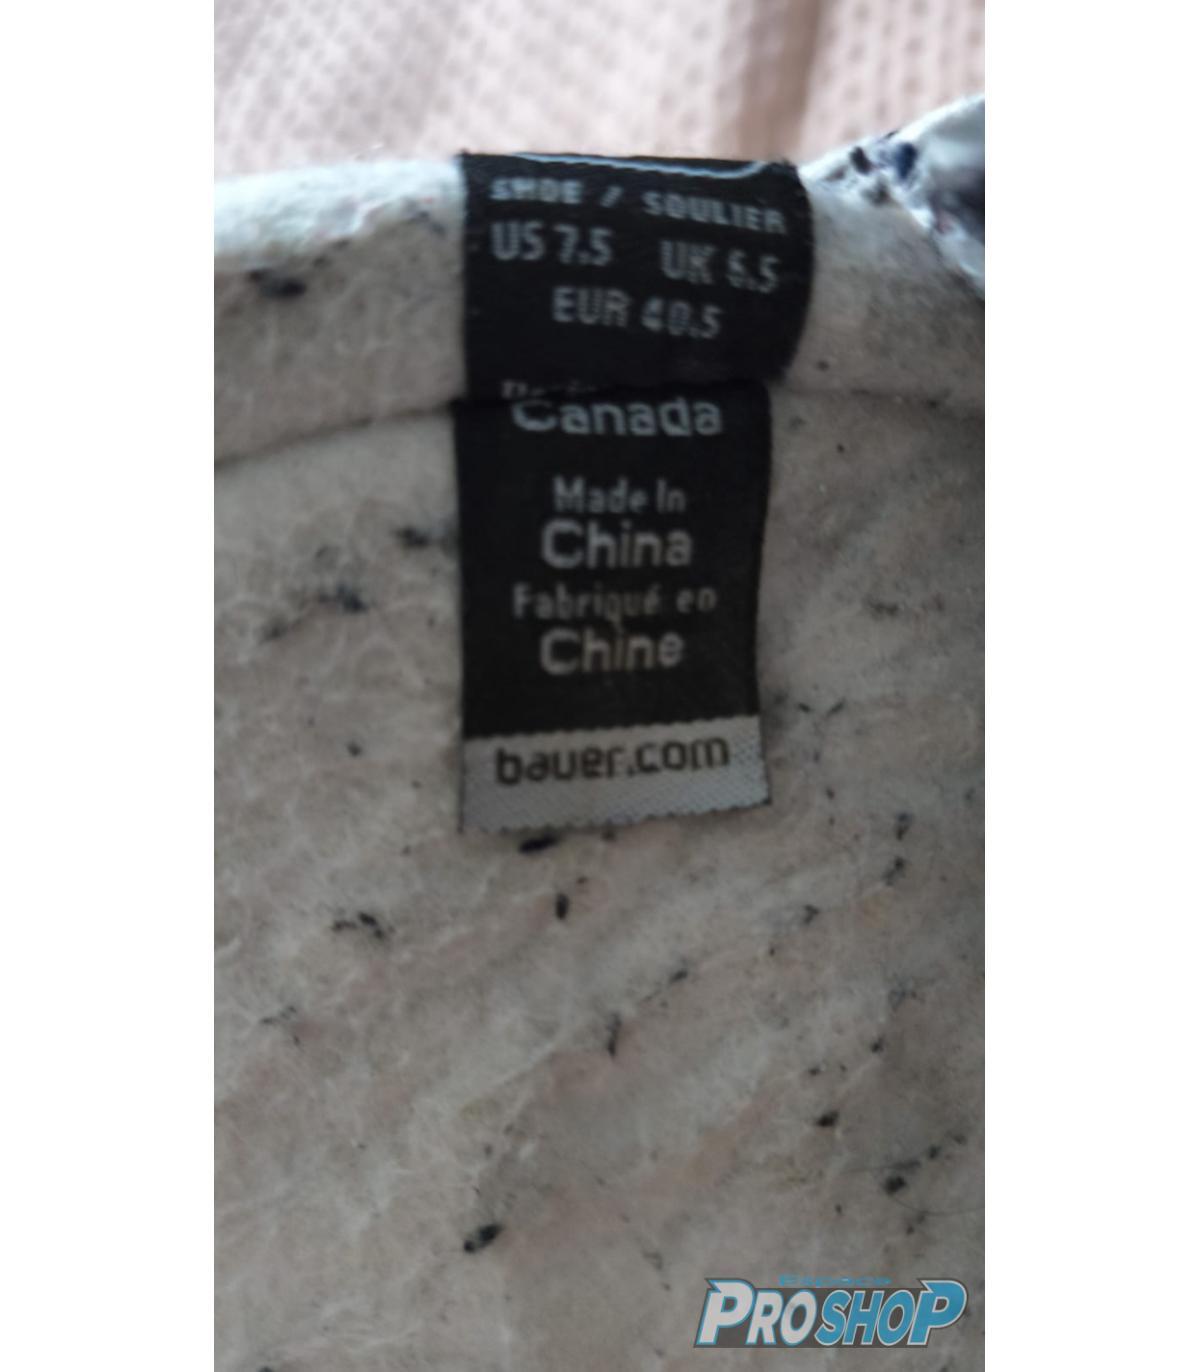 SHOE / SOULIER
US 7.5 UK 6.5
EUR 40.5
Canada
Made In
China
Fabriqué en
Chine
bauer.com
Espace
PROSHOP